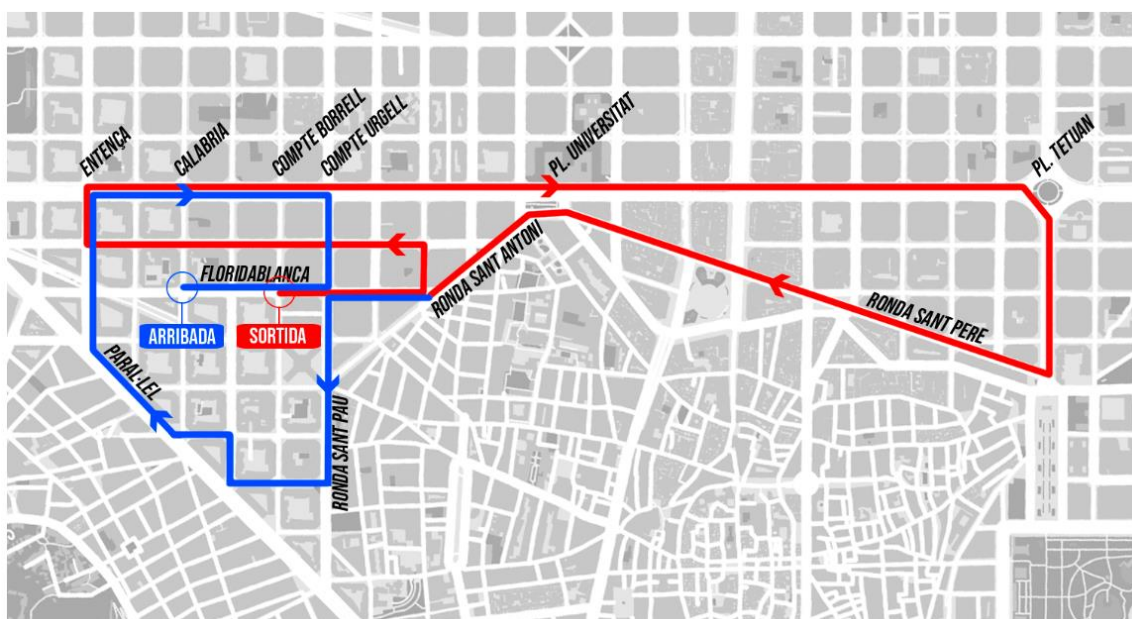 ENTENÇA
CALABRIA
COMPTE BORRELL
COMPTE URGELL
PL. UNIVERSITAT
PL. TETUAN
FLORIDABLANCA
RONDA SANT ANTONI
ARRIBADA
SORTIDA
RONDA SANT PERE
PARAL·LEL
RONDA SANT PAU